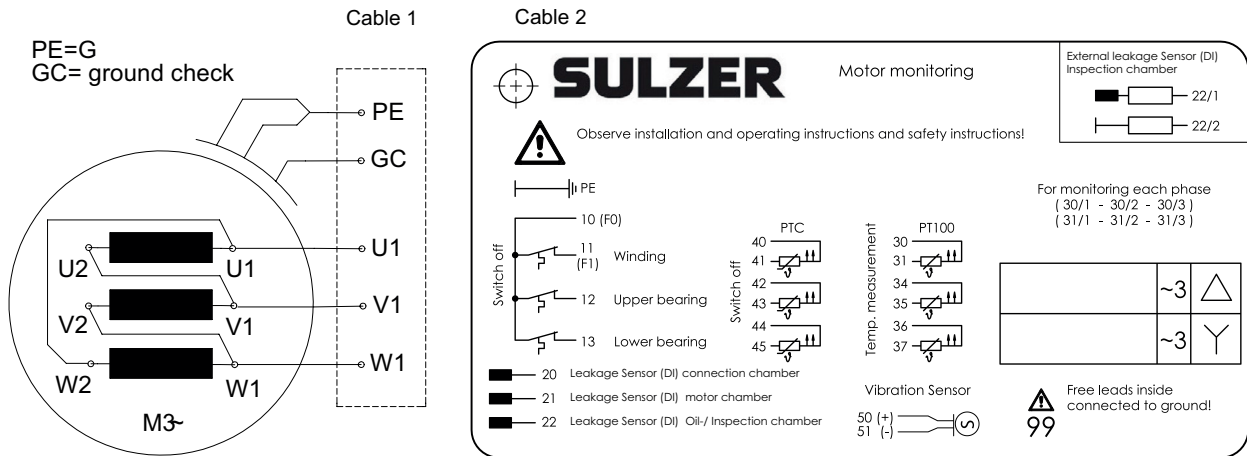 Cable 1
Cable 2
PE=G
GC= ground check
PE
GC
U2
U1
U1
V2
V1
V1
W2
W1
W1
M3~
SULZER
Motor monitoring
External leakage Sensor (DI)
Inspection chamber
22/1
22/2
Observe installation and operating instructions and safety instructions!
PE
10 (F0)
Switch off
11
(F1)
Winding
12
Upper bearing
13
Lower bearing
20
Leakage Sensor (DI) connection chamber
21
Leakage Sensor (DI) motor chamber
22
Leakage Sensor (DI) Oil-/ Inspection chamber
PTC
Switch off
40
41
42
43
44
45
PT100
Temp. measurement
30
31
34
35
36
37
Vibration Sensor
50 (+)
51 (-)
S
For monitoring each phase
( 30/1 - 30/2 - 30/3 )
( 31/1 - 31/2 - 31/3 )
~3
~3
Free leads inside
connected to ground!
99